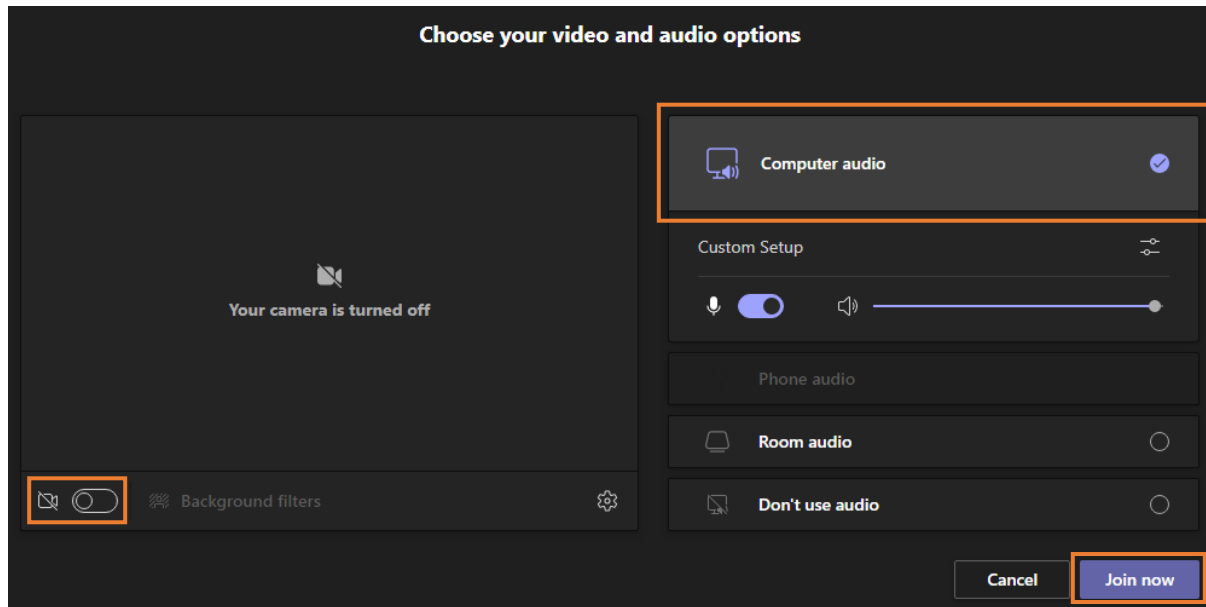 Choose your video and audio options
Your camera is turned off
Background filters
Computer audio
Custom Setup
Phone audio
Room audio
Don't use audio
Cancel
Join now